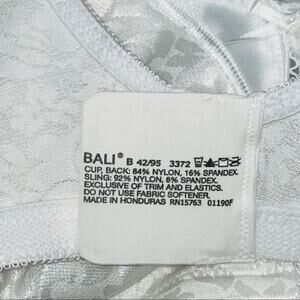 BALI® B 42/95 3372
CUP, BACK: 84% NYLON, 16% SPANDEX.
SLING: 92% NYLON, 8% SPANDEX.
EXCLUSIVE OF TRIM AND ELASTICS.
DO NOT USE FABRIC SOFTENER.
MADE IN HONDURAS RN15763 01190F